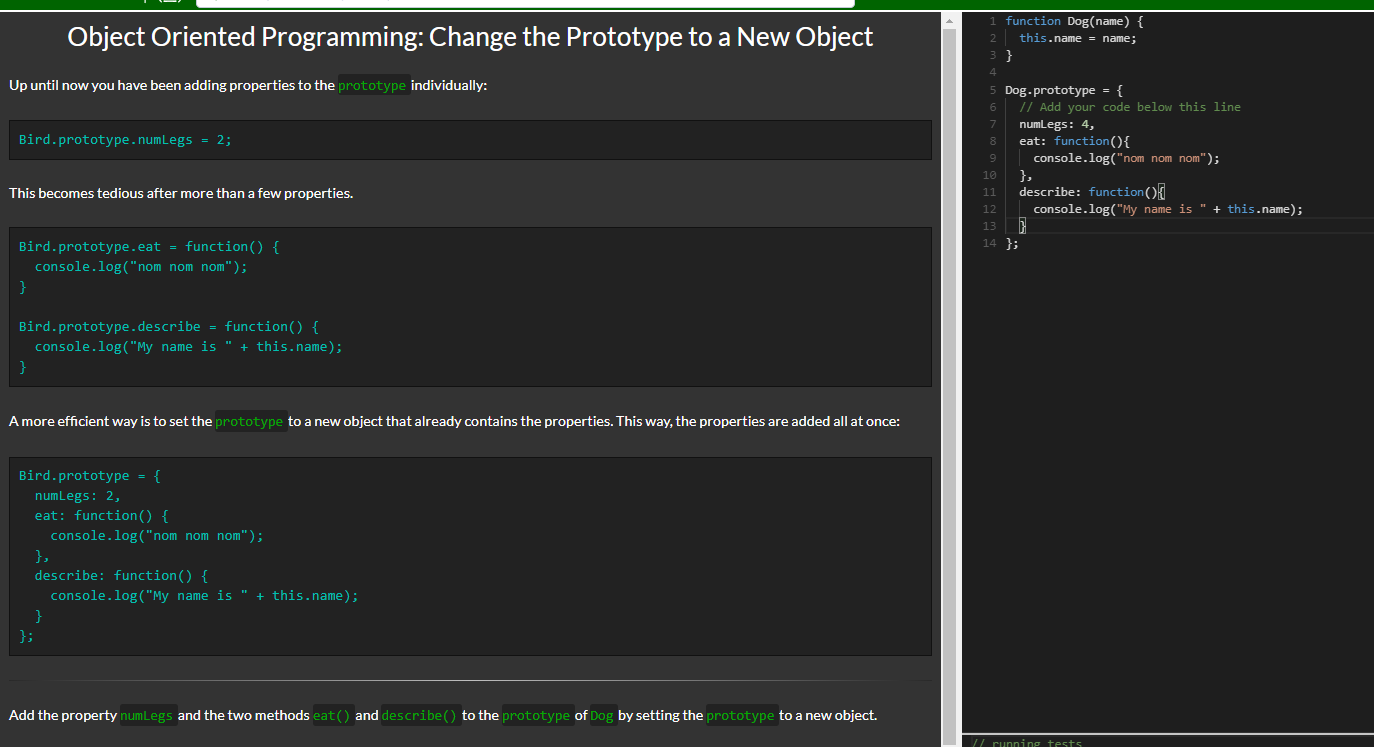 Object Oriented Programming: Change the Prototype to a New Object
Up until now you have been adding properties to the prototype individually:
Bird.prototype.numLegs = 2;
This becomes tedious after more than a few properties.
Bird.prototype.eat = function() {
  console.log("nom nom nom");
}
Bird.prototype.describe = function() {
  console.log("My name is " + this.name);
}
A more efficient way is to set the prototype to a new object that already contains the properties. This way, the properties are added all at once:
Bird.prototype = {
  numLegs: 2,
  eat: function() {
    console.log("nom nom nom");
  },
  describe: function() {
    console.log("My name is " + this.name);
  }
};
Add the property numLegs and the two methods eat() and describe() to the prototype of Dog by setting the prototype to a new object.
1 function Dog(name) {
2   this.name = name;
3 }
4
5 Dog.prototype = {
6   // Add your code below this line
7   numLegs: 4,
8   eat: function(){
9     console.log("nom nom nom");
10   },
11   describe: function(){
12     console.log("My name is " + this.name);
13   }
14 };
// running tests